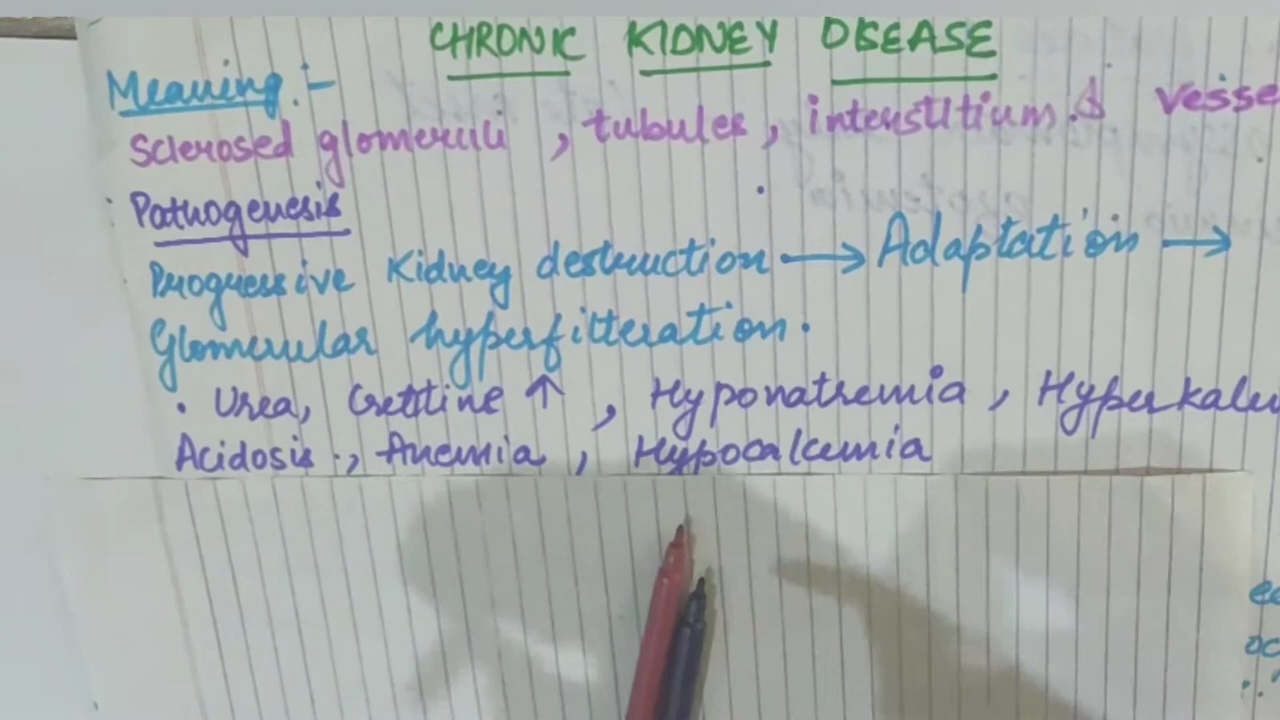 CHRONIC KIDNEY DISEASE
Meaning:-
Sclerosed glomeruli , tubules, interstitium & vesse
Pathogenesis
Progressive Kidney destruction → Adaptation →
Glomerular hyperfilteration.
. Urea, Crettine ↑ , Hyponatremia , Hyperkale
Acidosis , Anemia , Hypocalcemia